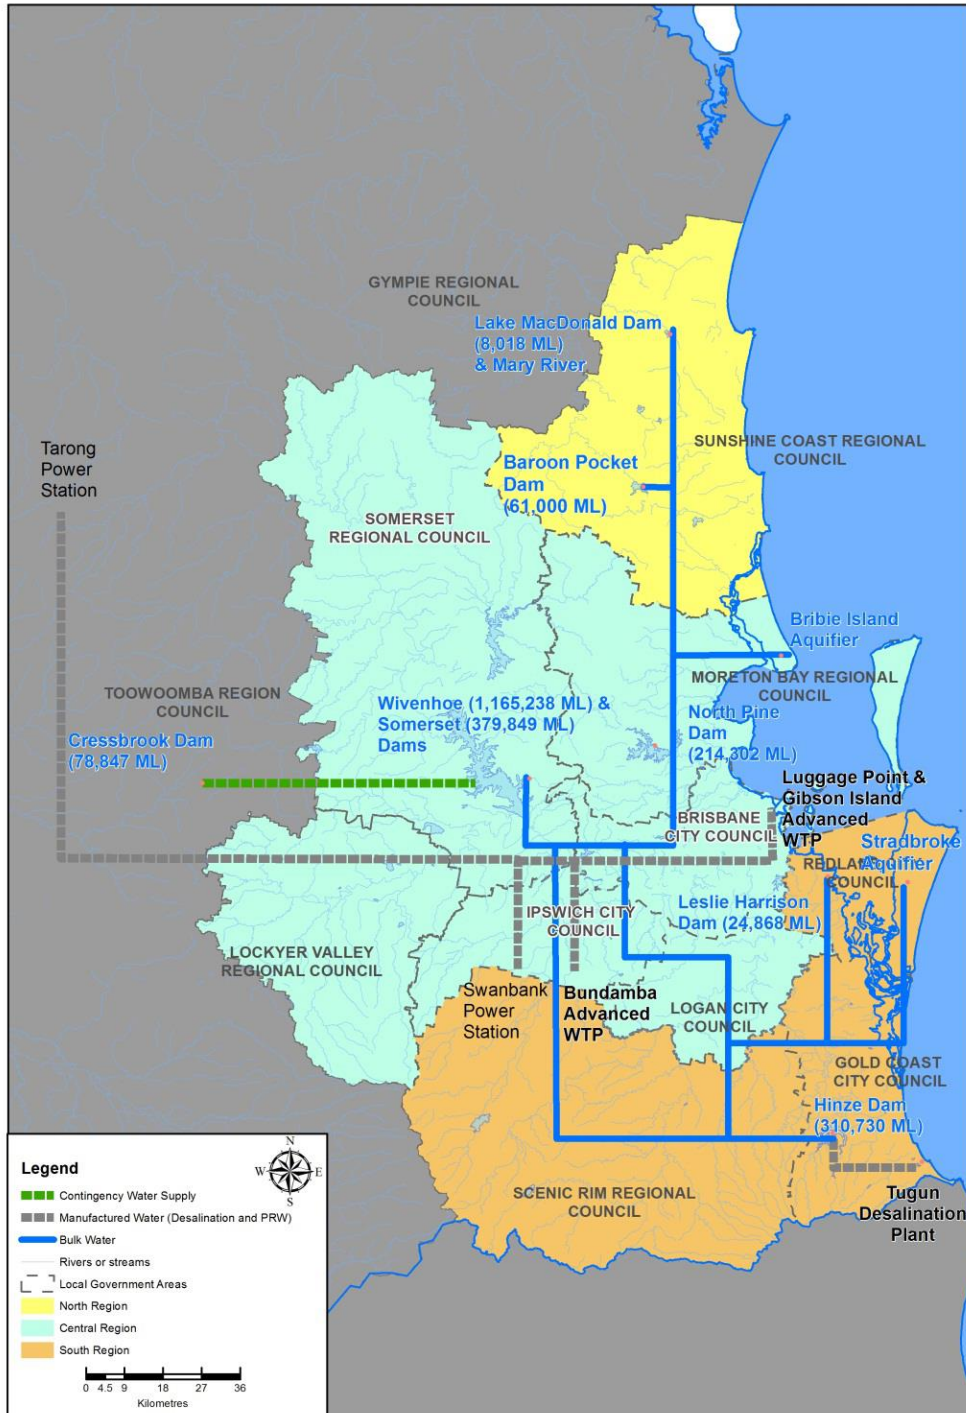 GYMPIE REGIONAL
COUNCIL
Lake MacDonald Dam
(8,018 ML)
& Mary River
SUNSHINE COAST REGIONAL
COUNCIL
Tarong
Power
Station
Baroon Pocket
Dam
(61,000 ML)
SOMERSET
REGIONAL COUNCIL
Bribie Island
Aquifier
MORETON BAY REGIONAL
COUNCIL
TOOWOOMBA REGION
COUNCIL
Cressbrook Dam
(78,847 ML)
Wivenhoe (1,165,238 ML) &
Somerset (379,849 ML)
Dams
North Pine
Dam
(214,302 ML)
Luggage Point &
Gibson Island
Advanced
WTP
BRISBANE
CITY COUNCIL
Stradbroke
Aquifier
REDLAND
COUNCIL
Leslie Harrison
Dam (24,868 ML)
IPSWICH CITY
COUNCIL
LOCKYER VALLEY
REGIONAL COUNCIL
Swanbank
Power
Station
Bundamba
Advanced
WTP
LOGAN CITY
COUNCIL
GOLD COAST
CITY COUNCIL
Hinze Dam
(310,730 ML)
SCENIC RIM REGIONAL
COUNCIL
Tugun
Desalination
Plant
Legend
N
W E
S
Contingency Water Supply
Manufactured Water (Desalination and PRW)
Bulk Water
Rivers or streams
Local Government Areas
North Region
Central Region
South Region
0 4.5 9 18 27 36
Kilometres